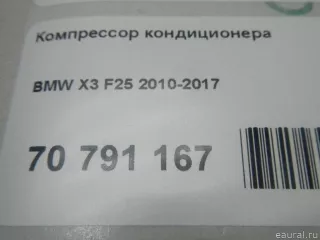 Компрессор кондиционера
BMW X3 F25 2010-2017
70 791 167
eaural.ru